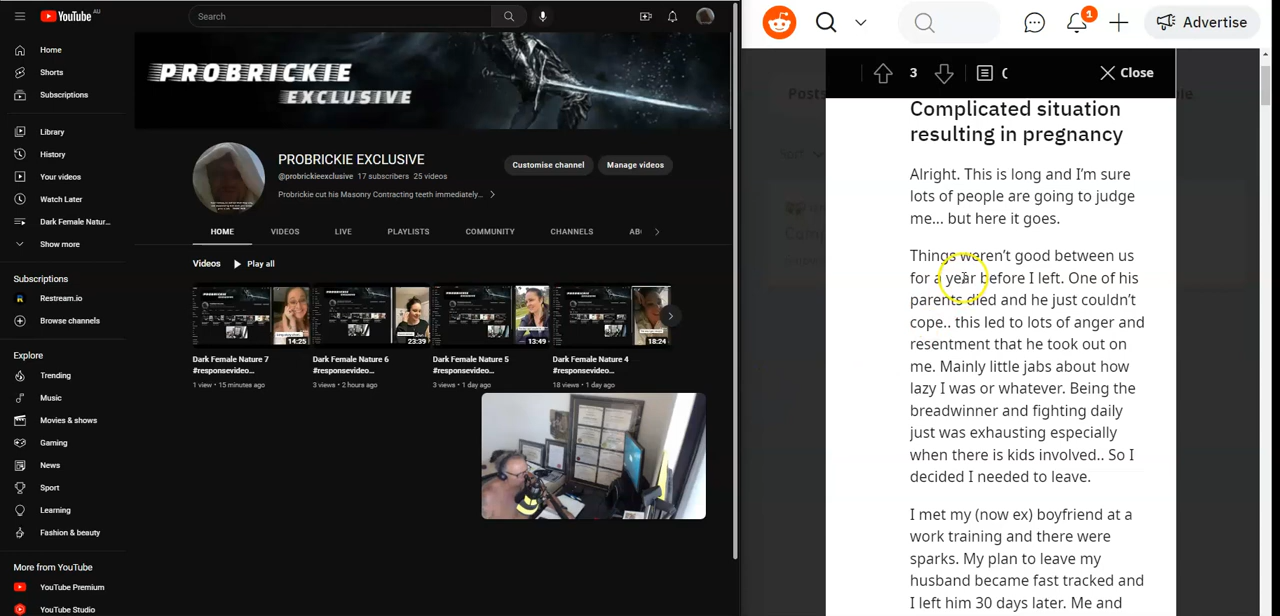 YouTube AU
Search
Home
Shorts
Subscriptions
Library
History
Your videos
Watch Later
Dark Female Natur...
Show more
Subscriptions
Restream.io
Browse channels
Explore
Trending
Music
Movies & shows
Gaming
News
Sport
Learning
Fashion & beauty
More from YouTube
YouTube Premium
YouTube Studio
PROBRICKIE
EXCLUSIVE
PROBRICKIE EXCLUSIVE
@probrickieexclusive 17 subscribers 25 videos
Probrickie cut his Masonry Contracting teeth immediately...
Customise channel
Manage videos
HOME VIDEOS LIVE PLAYLISTS COMMUNITY CHANNELS AB
Videos Play all
14:25
23:39
13:49
18:24
Dark Female Nature 7
#responsevideo...
1 view • 15 minutes ago
Dark Female Nature 6
#responsevideo...
3 views • 2 hours ago
Dark Female Nature 5
#responsevideo...
3 views • 1 day ago
Dark Female Nature 4
#responsevideo...
18 views • 1 day ago
1
Advertise
3
Close
Posts
Complicated situation
resulting in pregnancy
Alright. This is long and I'm sure
lots of people are going to judge
me... but here it goes.
Things weren't good between us
for a year before I left. One of his
parents died and he just couldn't
cope.. this led to lots of anger and
resentment that he took out on
me. Mainly little jabs about how
lazy I was or whatever. Being the
breadwinner and fighting daily
just was exhausting especially
when there is kids involved.. So I
decided I needed to leave.
I met my (now ex) boyfriend at a
work training and there were
sparks. My plan to leave my
husband became fast tracked and
I left him 30 days later. Me and